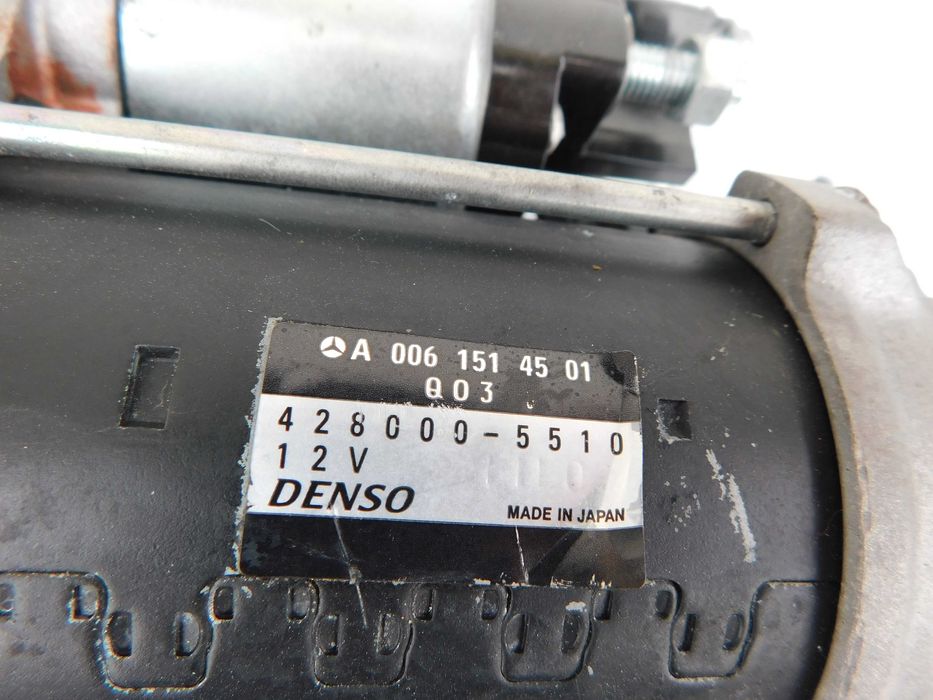 A 006 151 45 01
Q03
428000-5510
12V
DENSO
MADE IN JAPAN